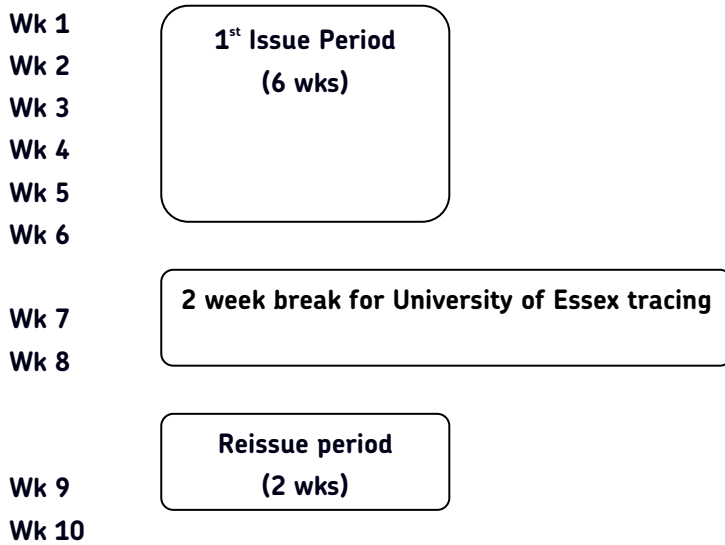 Wk 1
1st Issue Period
Wk 2
(6 wks)
Wk 3
Wk 4
Wk 5
Wk 6
2 week break for University of Essex tracing
Wk 7
Wk 8
Reissue period
Wk 9
(2 wks)
Wk 10